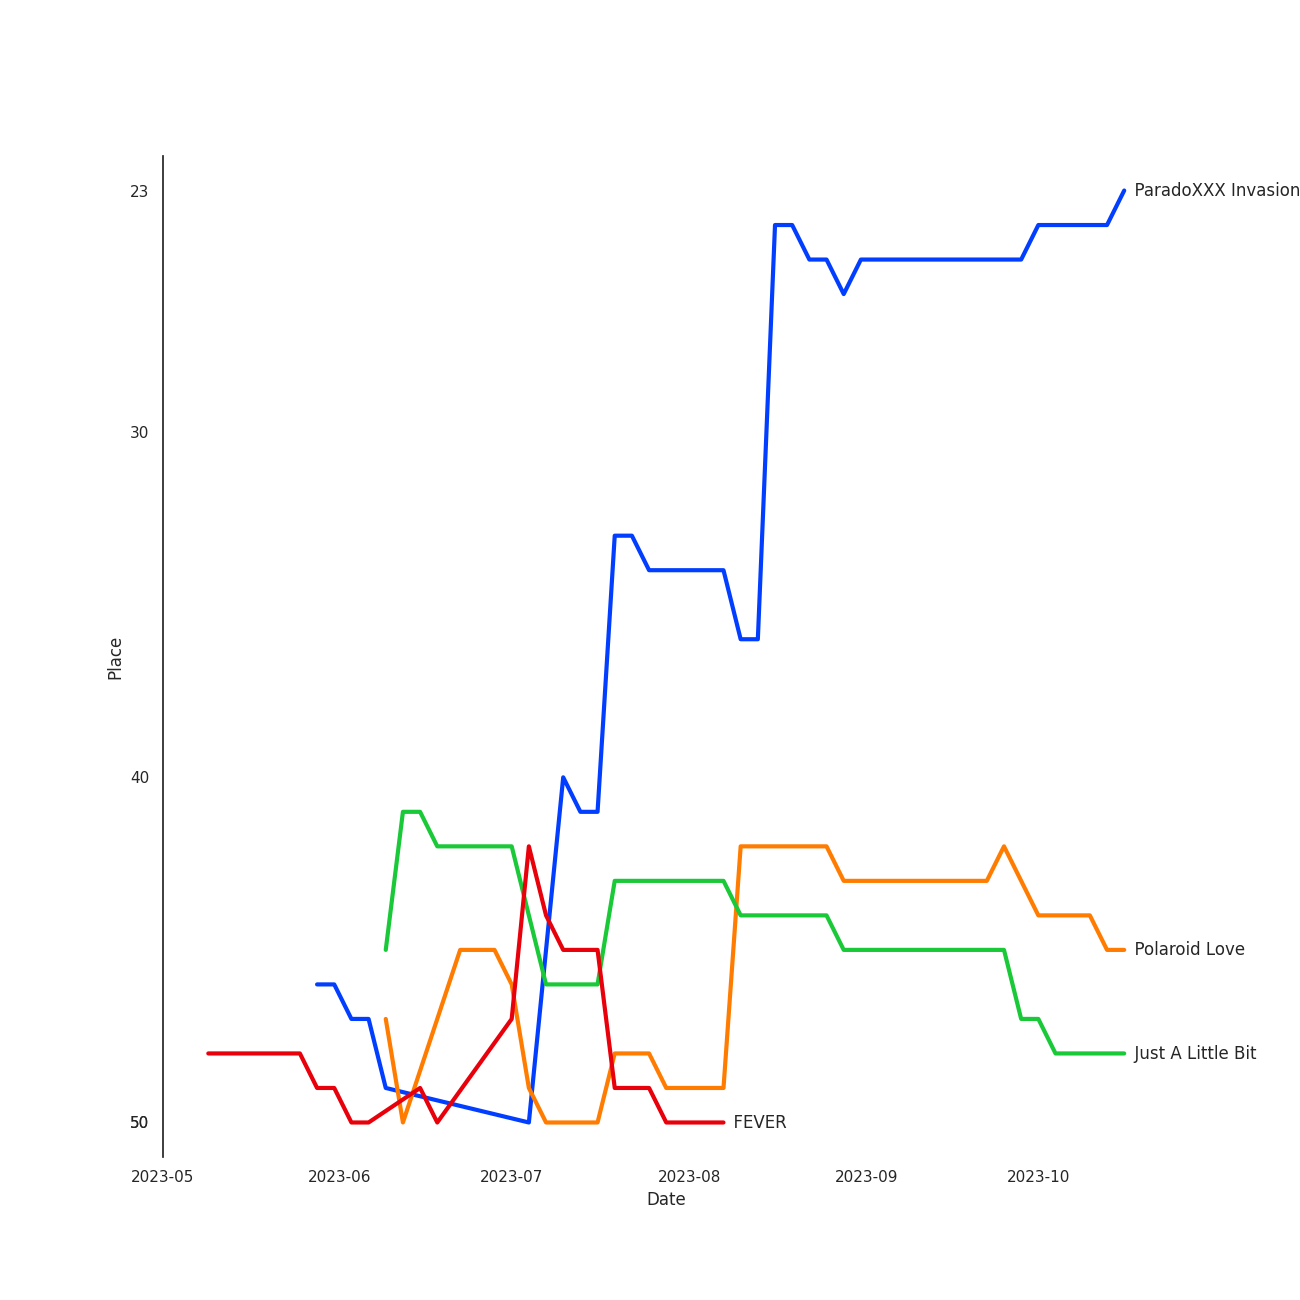 23
ParadoXXX Invasion
30
Place
40
Polaroid Love
Just A Little Bit
50
FEVER
2023-05
2023-06
2023-07
2023-08
2023-09
2023-10
Date